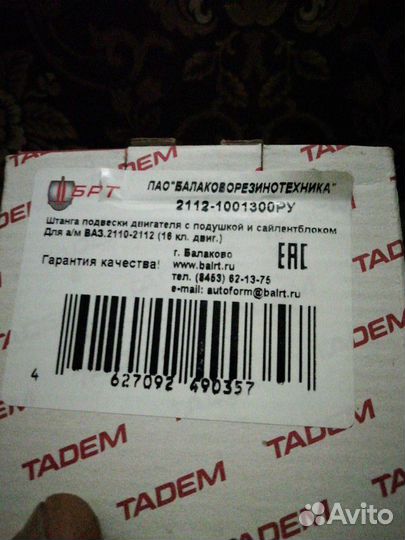 БРТ
ПАО"БАЛАКОВОРЕЗИНОТЕХНИКА"
2112-1001300РУ
Штанга подвески двигателя с подушкой и сайлентблоком
Для а/м ВАЗ.2110-2112 (16 кл. двиг.)
г. Балаково
Гарантия качества!
www.balrt.ru
тел. (8453) 62-13-75
e-mail: autoform@balrt.ru
EAC
4 627092 490357
TADEM
TADEM
TADEM
TADEM
TADEM
TADEM
Avito